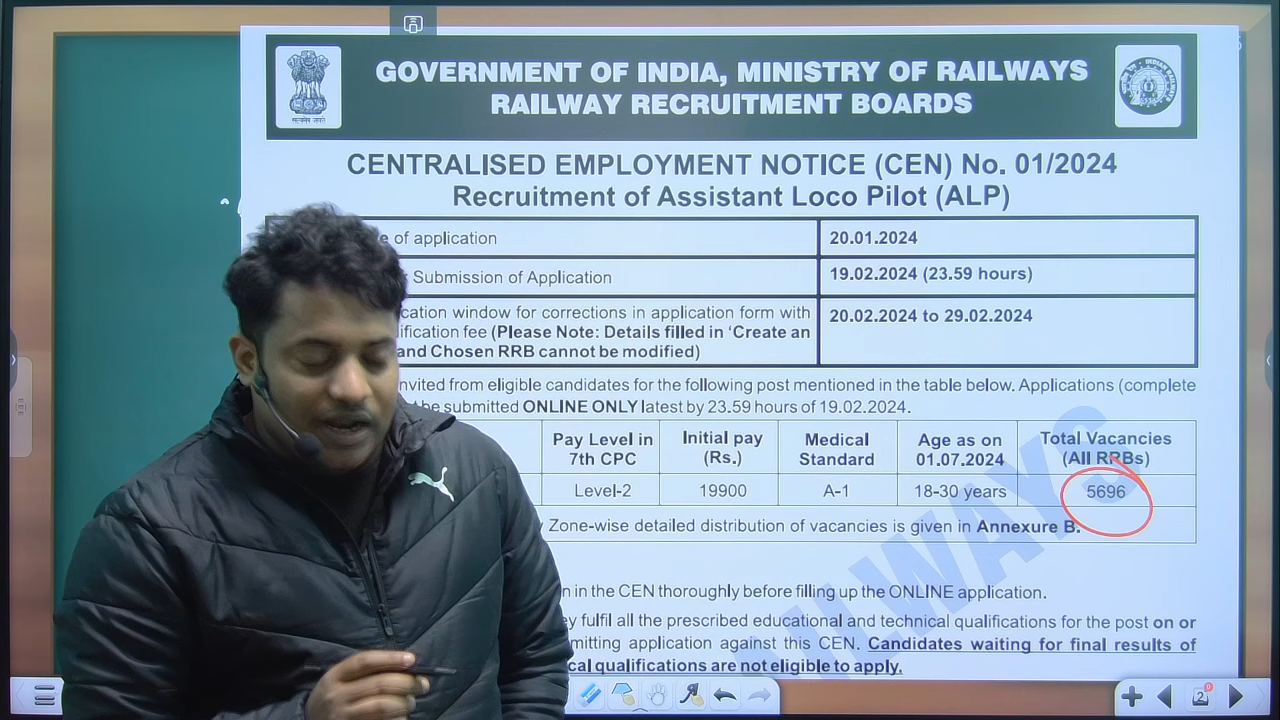 GOVERNMENT OF INDIA, MINISTRY OF RAILWAYS
RAILWAY RECRUITMENT BOARDS
सत्यमेव जयते
INDIAN RAILWAYS
CENTRALISED EMPLOYMENT NOTICE (CEN) No. 01/2024
Recruitment of Assistant Loco Pilot (ALP)
of application
20.01.2024
Submission of Application
19.02.2024 (23.59 hours)
window for corrections in application form with
fee (Please Note: Details filled in ‘Create an
and Chosen RRB cannot be modified)
20.02.2024 to 29.02.2024
invited from eligible candidates for the following post mentioned in the table below. Applications (complete
be submitted ONLINE ONLY latest by 23.59 hours of 19.02.2024.
Pay Level in
7th CPC
Initial pay
(Rs.)
Medical
Standard
Age as on
01.07.2024
Total Vacancies
(All RRBs)
Level-2
19900
A-1
18-30 years
5696
Zone-wise detailed distribution of vacancies is given in Annexure B.
in the CEN thoroughly before filling up the ONLINE application.
fulfil all the prescribed educational and technical qualifications for the post on or
application against this CEN. Candidates waiting for final results of
qualifications are not eligible to apply.
2